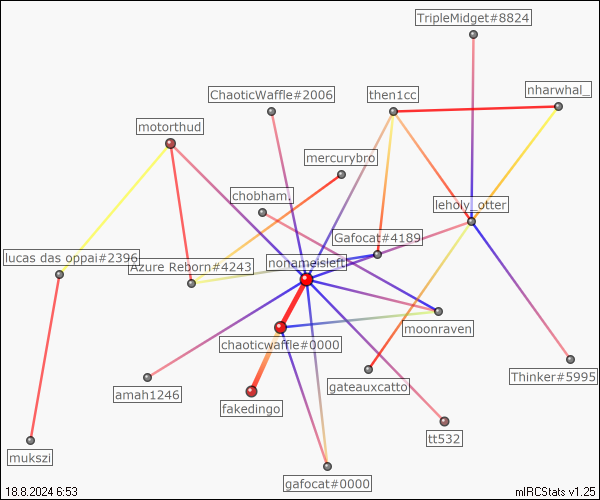 TripleMidget#8824
nharwhal_
ChaoticWaffle#2006
then1cc
motorthud
mercurybro
chobham.
leholy_otter
Gafocat#4189
lucas das oppai#2396
Azure Reborn#4243
nonameisleft
moonraven
chaoticwaffle#0000
Thinker#5995
gateauxcatto
amah1246
fakedingo
tt532
mukszi
gafocat#0000
18.8.2024 6:53
mIRCStats v1.25